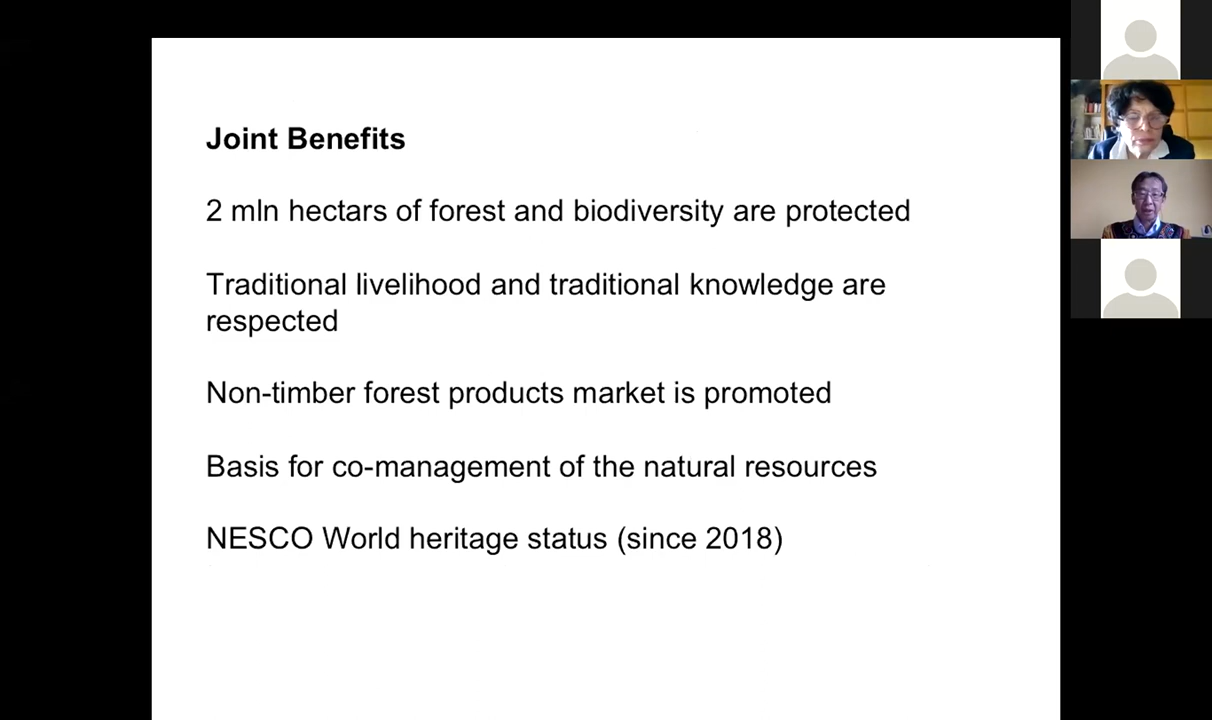 Joint Benefits
2 mln hectars of forest and biodiversity are protected
Traditional livelihood and traditional knowledge are
respected
Non-timber forest products market is promoted
Basis for co-management of the natural resources
NESCO World heritage status (since 2018)